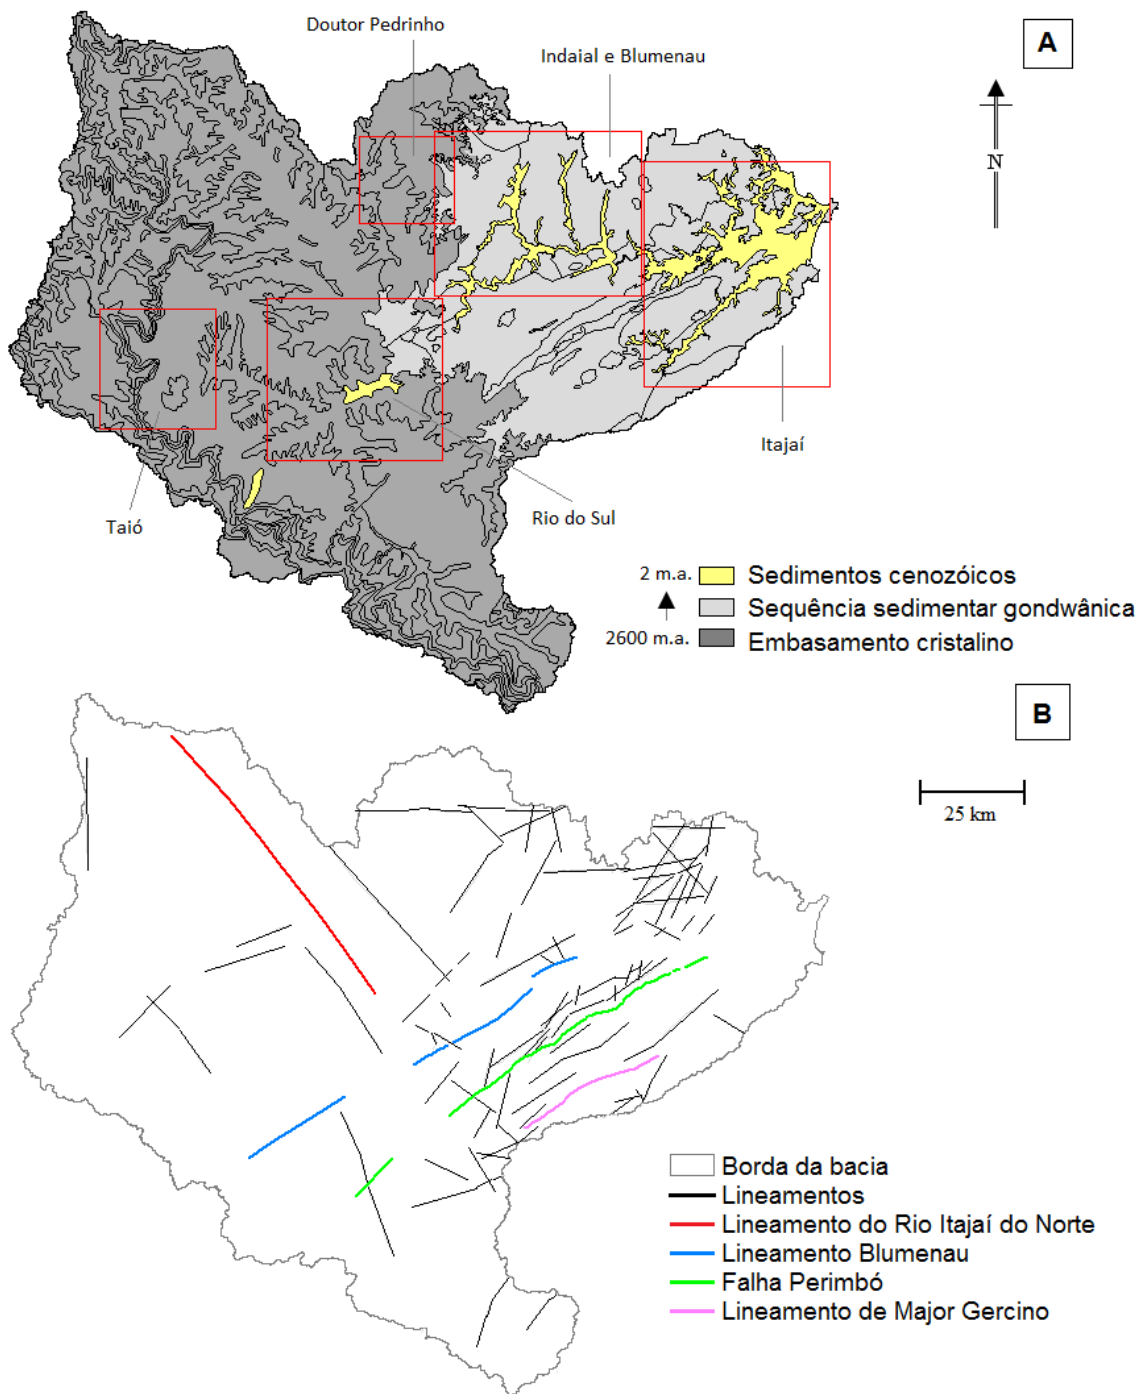 Doutor Pedrinho
A
Indaial e Blumenau
N
Itajaí
Taió
Rio do Sul
2 m.a.
Sedimentos cenozóicos
Sequência sedimentar gondwânica
2600 m.a.
Embasamento cristalino
B
25 km
Borda da bacia
Lineamentos
Lineamento do Rio Itajaí do Norte
Lineamento Blumenau
Falha Perimbó
Lineamento de Major Gercino